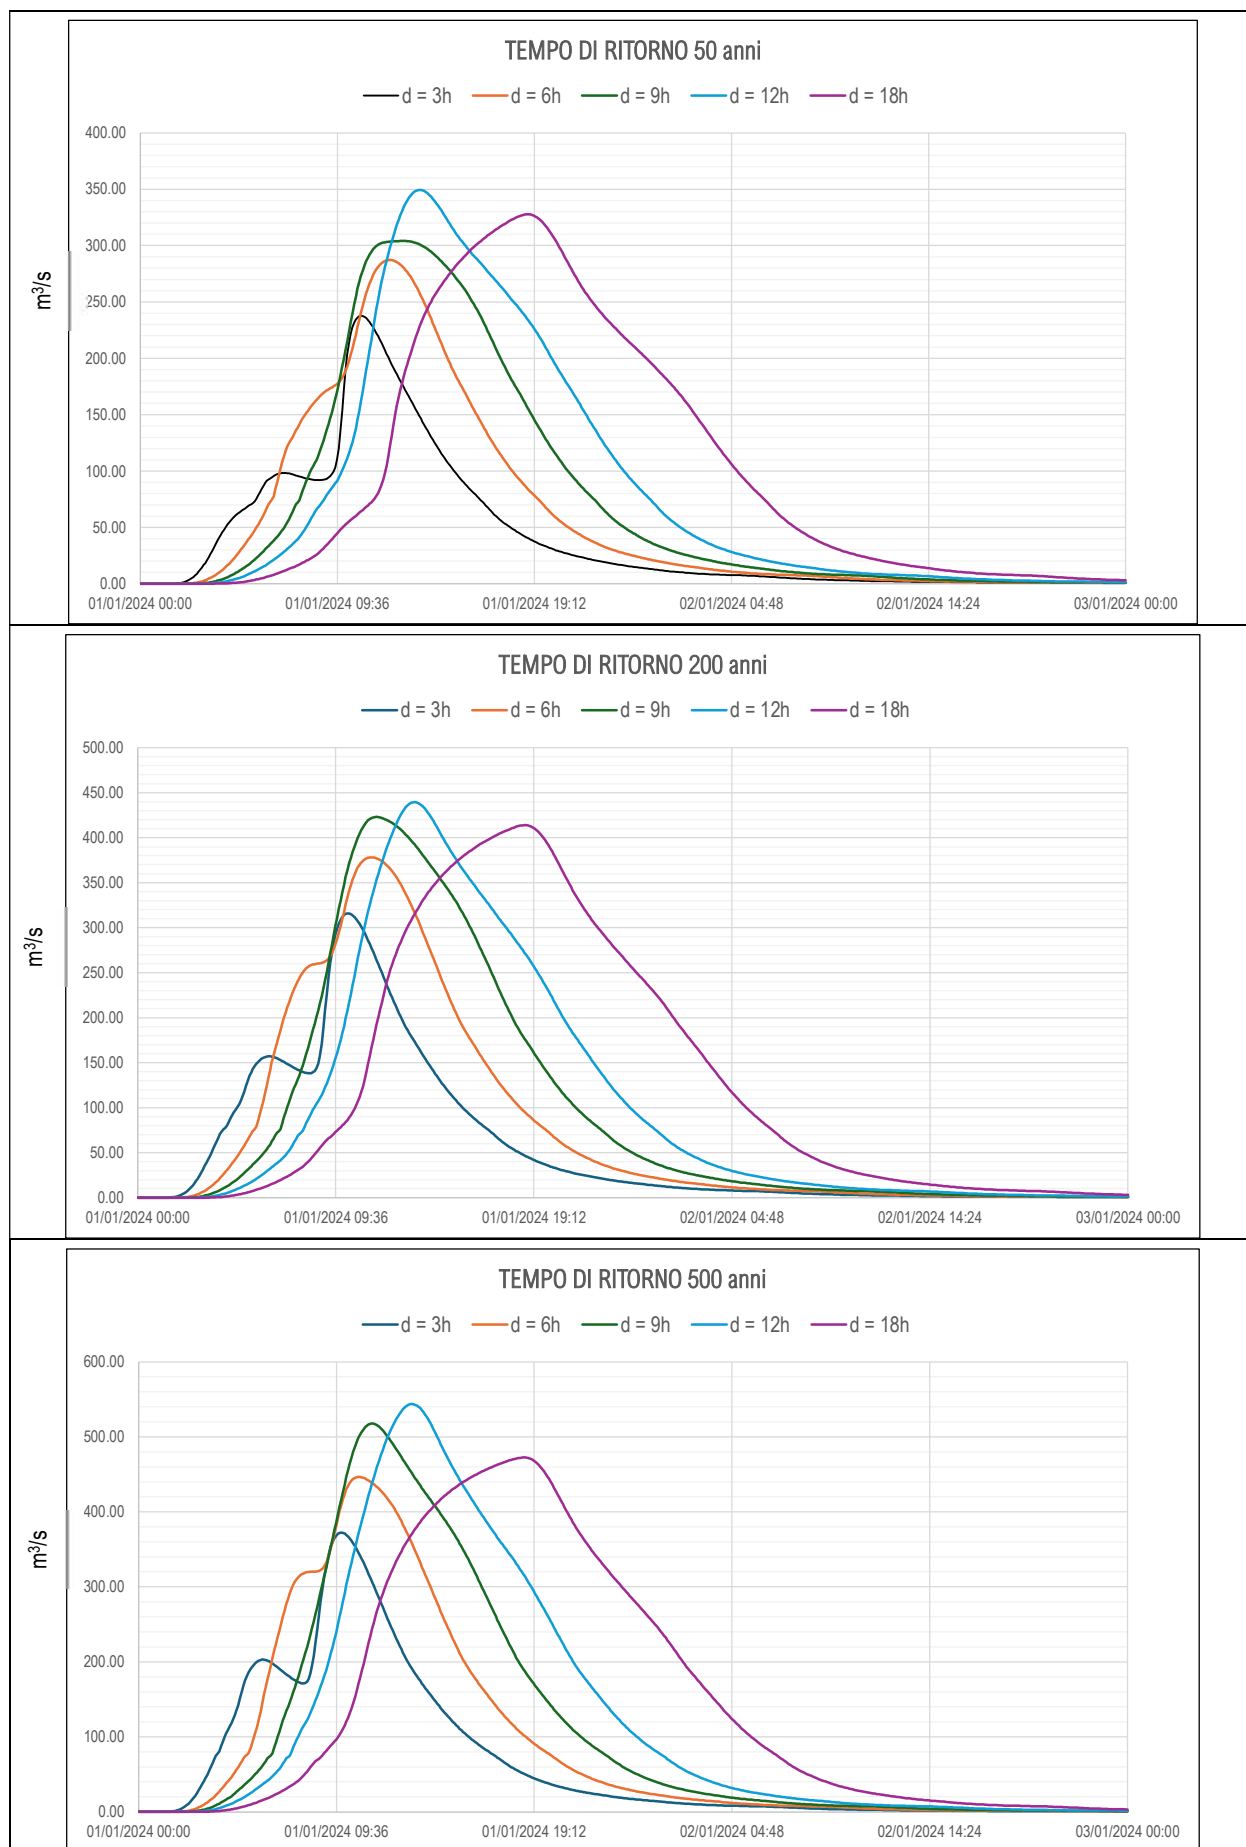 TEMPO DI RITORNO 50 anni
d = 3h d = 6h d = 9h d = 12h d = 18h
m³/s
400.00
350.00
300.00
250.00
200.00
150.00
100.00
50.00
0.00
01/01/2024 00:00 01/01/2024 09:36 01/01/2024 19:12 02/01/2024 04:48 02/01/2024 14:24 03/01/2024 00:00
TEMPO DI RITORNO 200 anni
d = 3h d = 6h d = 9h d = 12h d = 18h
m³/s
500.00
450.00
400.00
350.00
300.00
250.00
200.00
150.00
100.00
50.00
0.00
01/01/2024 00:00 01/01/2024 09:36 01/01/2024 19:12 02/01/2024 04:48 02/01/2024 14:24 03/01/2024 00:00
TEMPO DI RITORNO 500 anni
d = 3h d = 6h d = 9h d = 12h d = 18h
m³/s
600.00
500.00
400.00
300.00
200.00
100.00
0.00
01/01/2024 00:00 01/01/2024 09:36 01/01/2024 19:12 02/01/2024 04:48 02/01/2024 14:24 03/01/2024 00:00